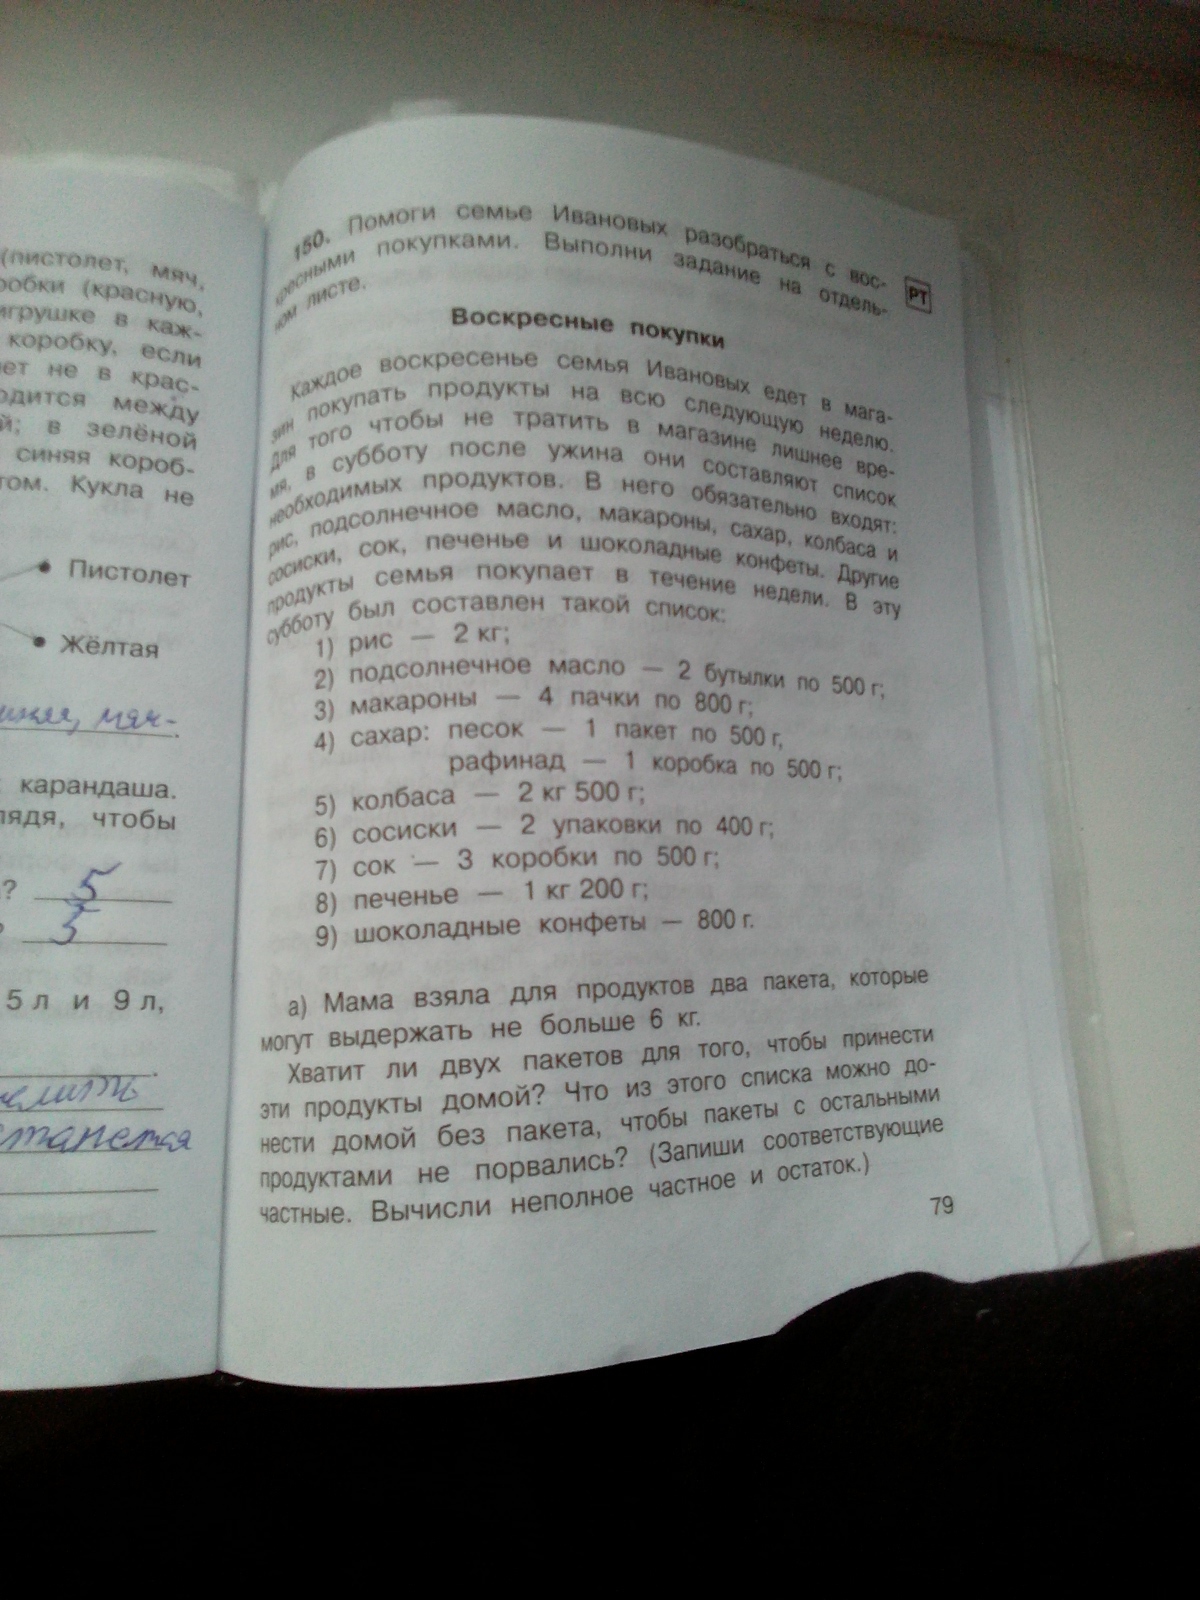 (пистолет, мяч,
(красную,
игрушке в каж-
коробку, если
не в крас-
между
в зелёной
синяя короб-
Кукла не
Пистолет
Жёлтая
карандаша.
чтобы
? 5
5
5 л и 9 л,
150. Помоги семье Ивановых разобраться с вос-
кресными покупками. Выполни задание на отдель-
ном листе.
РТ
Воскресные покупки
Каждое воскресенье семья Ивановых едет в мага-
зин покупать продукты на всю следующую неделю.
Для того чтобы не тратить в магазине лишнее вре-
мя, в субботу после ужина они составляют список
необходимых продуктов. В него обязательно входят:
рис, подсолнечное масло, макароны, сахар, колбаса и
сосиски, сок, печенье и шоколадные конфеты. Другие
продукты семья покупает в течение недели. В эту
субботу был составлен такой список:
1) рис — 2 кг;
2) подсолнечное масло — 2 бутылки по 500 г;
3) макароны — 4 пачки по 800 г;
4) сахар: песок — 1 пакет по 500 г,
рафинад — 1 коробка по 500 г;
5) колбаса — 2 кг 500 г;
6) сосиски — 2 упаковки по 400 г;
7) сок — 3 коробки по 500 г;
8) печенье — 1 кг 200 г;
9) шоколадные конфеты — 800 г.
а) Мама взяла для продуктов два пакета, которые
могут выдержать не больше 6 кг.
Хватит ли двух пакетов для того, чтобы принести
эти продукты домой? Что из этого списка можно до-
нести домой без пакета, чтобы пакеты с остальными
продуктами не порвались? (Запиши соответствующие
частные. Вычисли неполное частное и остаток.)
79